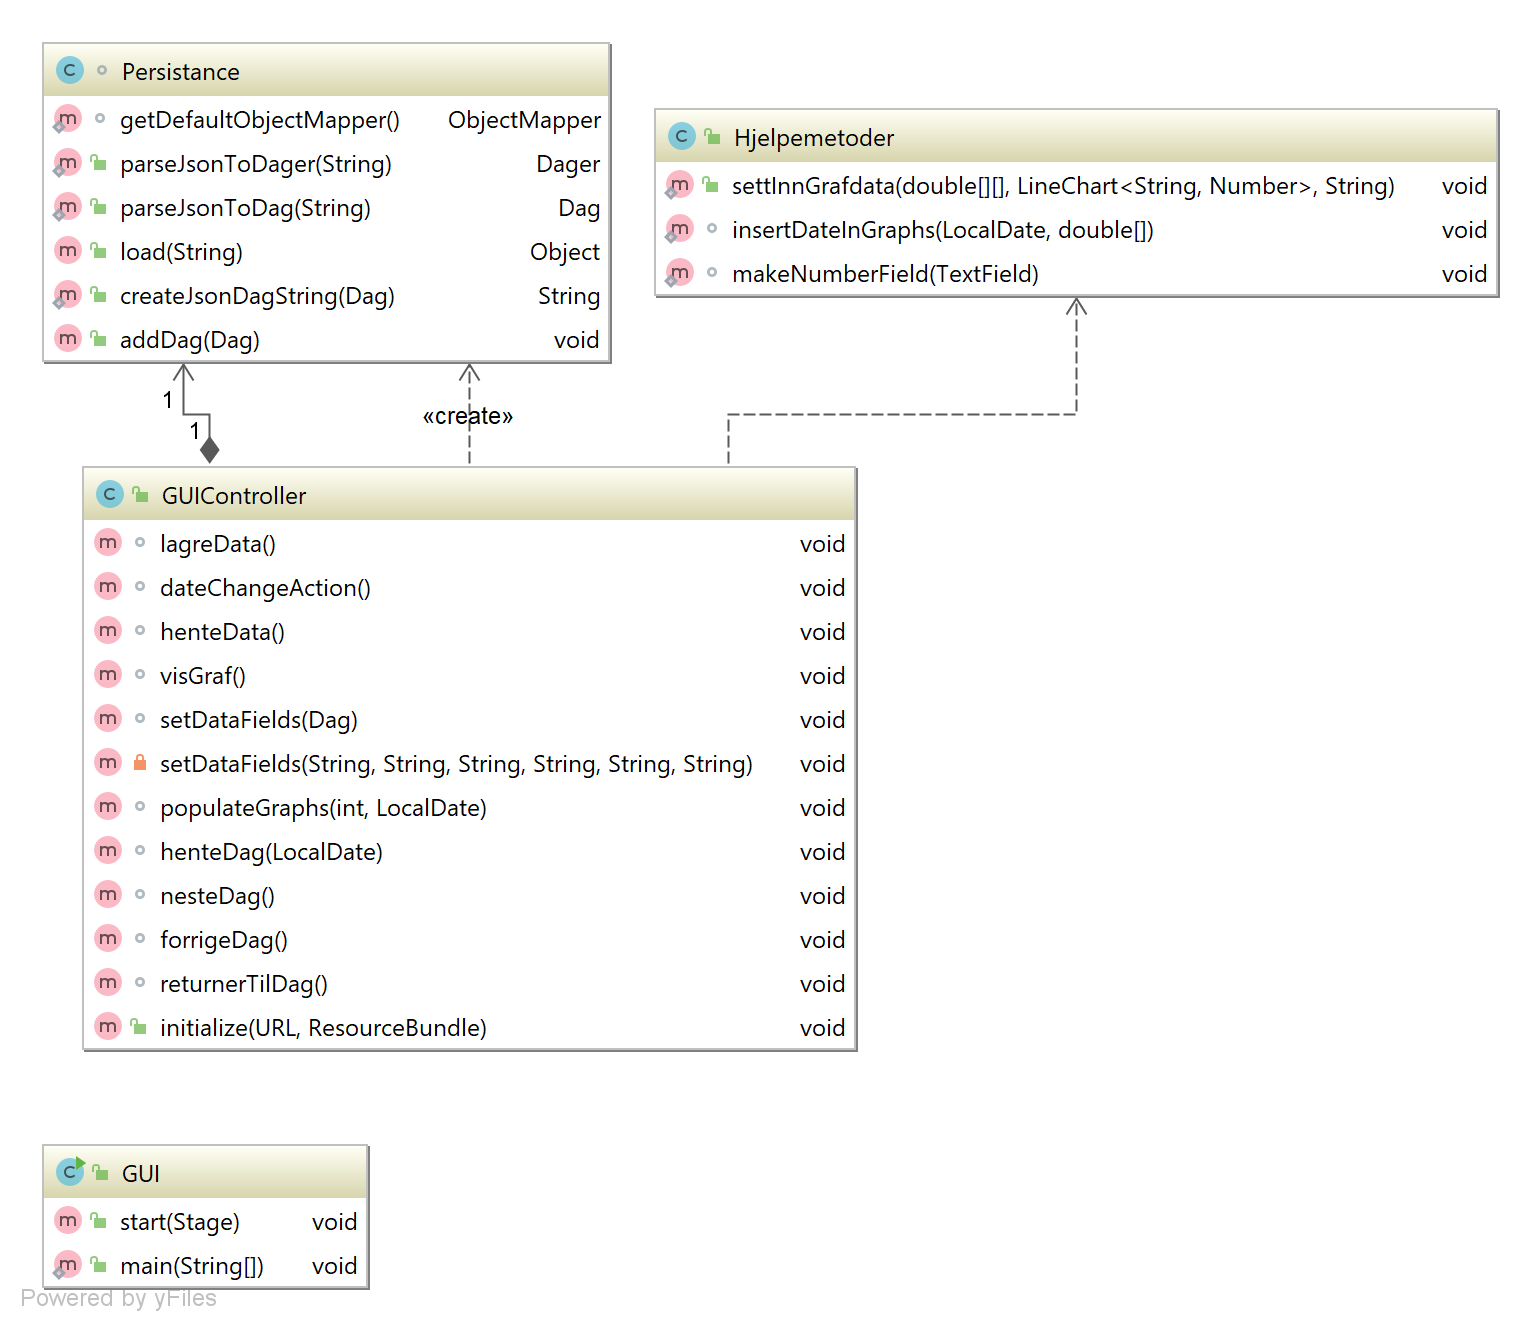 Persistance
getDefaultObjectMapper() ObjectMapper
parseJsonToDager(String) Dager
parseJsonToDag(String) Dag
load(String) Object
createJsonDagString(Dag) String
addDag(Dag) void
Hjelpemetoder
settInnGrafdata(double[][], LineChart<String, Number>, String) void
insertDateInGraphs(LocalDate, double[]) void
makeNumberField(TextField) void
1
1
«create»
GUIController
lagreData() void
dateChangeAction() void
henteData() void
visGraf() void
setDataFields(Dag) void
setDataFields(String, String, String, String, String, String) void
populateGraphs(int, LocalDate) void
henteDag(LocalDate) void
nesteDag() void
forrigeDag() void
returnerTilDag() void
initialize(URL, ResourceBundle) void
GUI
start(Stage) void
main(String[]) void
Powered by yFiles